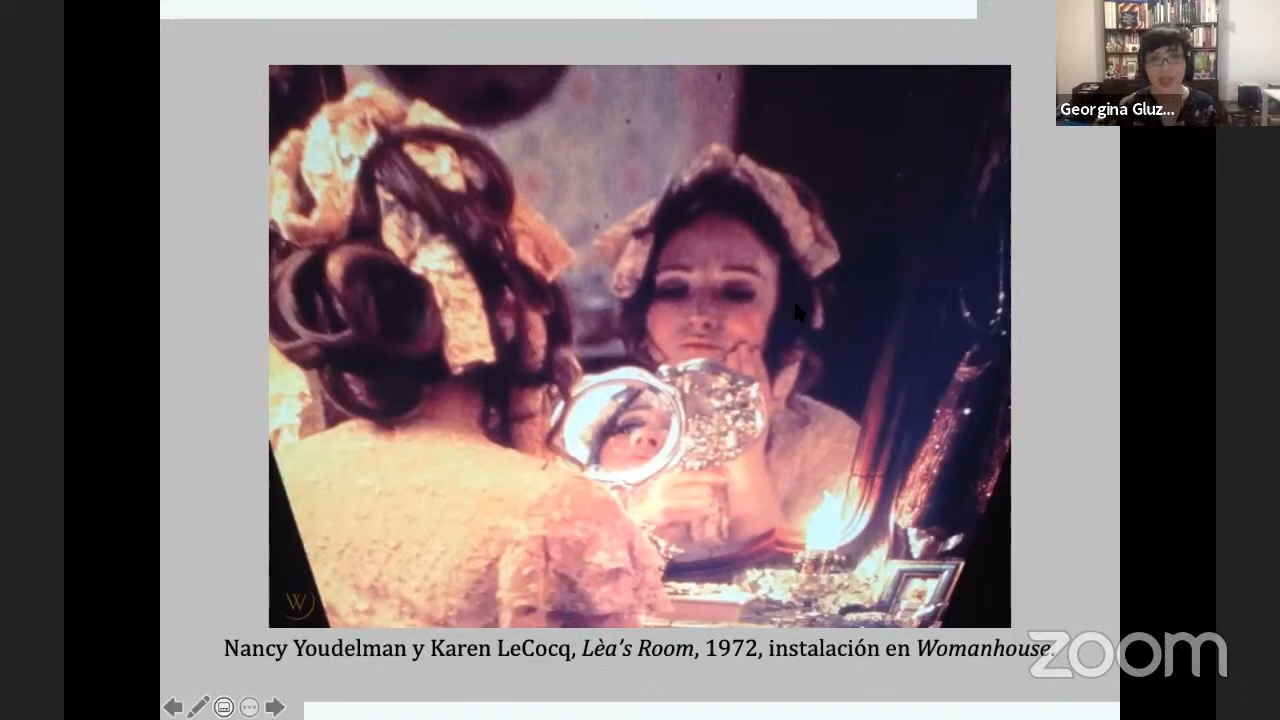 Georgina Gluz...
W
Nancy Youdelman y Karen LeCocq, Lèa’s Room, 1972, instalación en Womanhouse.
zoom